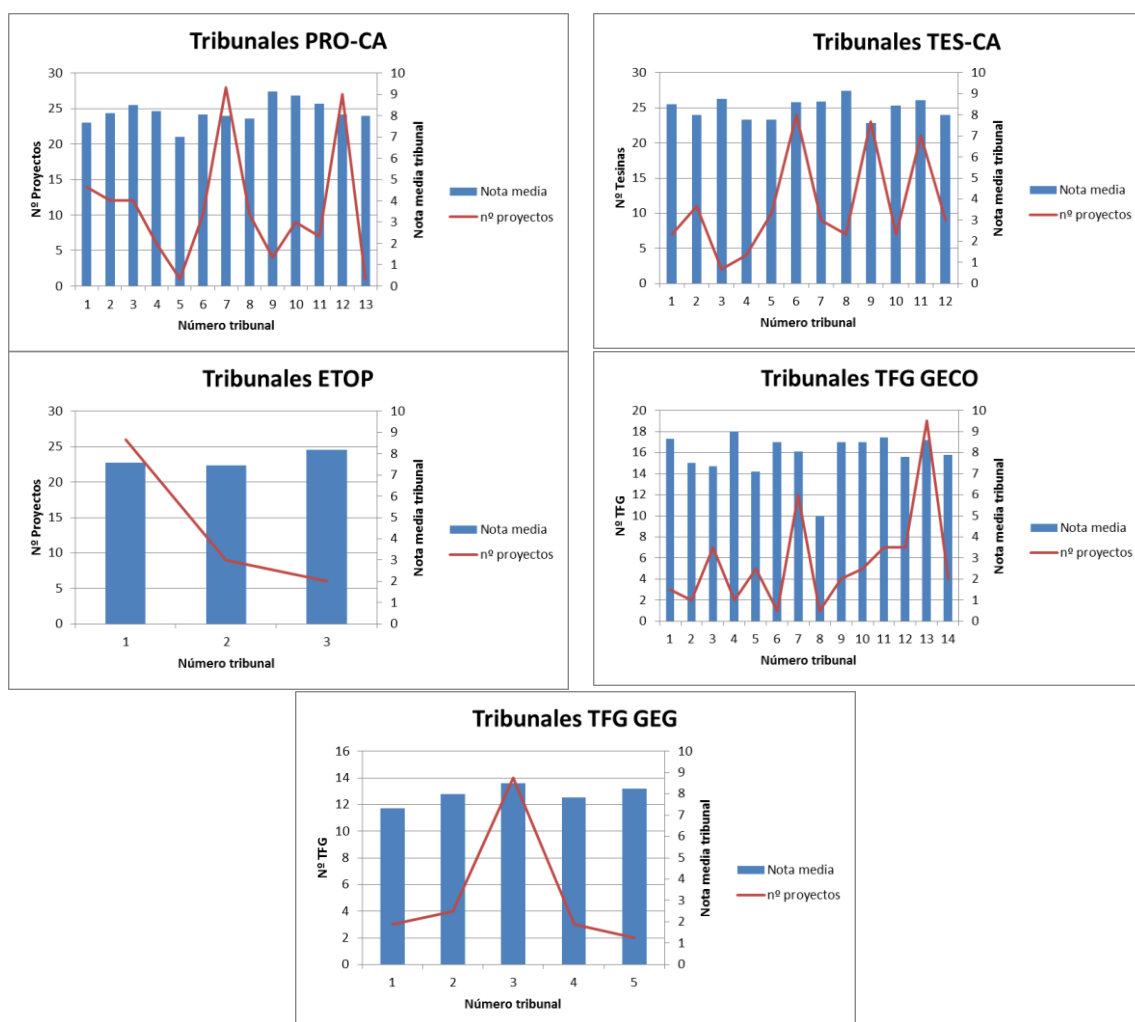 Tribunales PRO-CA
Nº Proyectos
30
25
20
15
10
5
0
10
9
8
7
6
5
4
3
2
1
0
Nota media tribunal
1 2 3 4 5 6 7 8 9 10 11 12 13
Número tribunal
Nota media
nº proyectos
Tribunales TES-CA
Nº Tesinas
30
25
20
15
10
5
0
10
9
8
7
6
5
4
3
2
1
0
Nota media tribunal
1 2 3 4 5 6 7 8 9 10 11 12
Número tribunal
Nota media
nº proyectos
Tribunales ETOP
Nº Proyectos
30
25
20
15
10
5
0
10
9
8
7
6
5
4
3
2
1
0
Nota media tribunal
1 2 3
Número tribunal
Nota media
nº proyectos
Tribunales TFG GECO
Nº TFG
20
18
16
14
12
10
8
6
4
2
0
10
9
8
7
6
5
4
3
2
1
0
Nota media tribunal
1 2 3 4 5 6 7 8 9 10 11 12 13 14
Número tribunal
Nota media
nº proyectos
Tribunales TFG GEG
Nº TFG
16
14
12
10
8
6
4
2
0
10
9
8
7
6
5
4
3
2
1
0
Nota media tribunal
1 2 3 4 5
Número tribunal
Nota media
nº proyectos